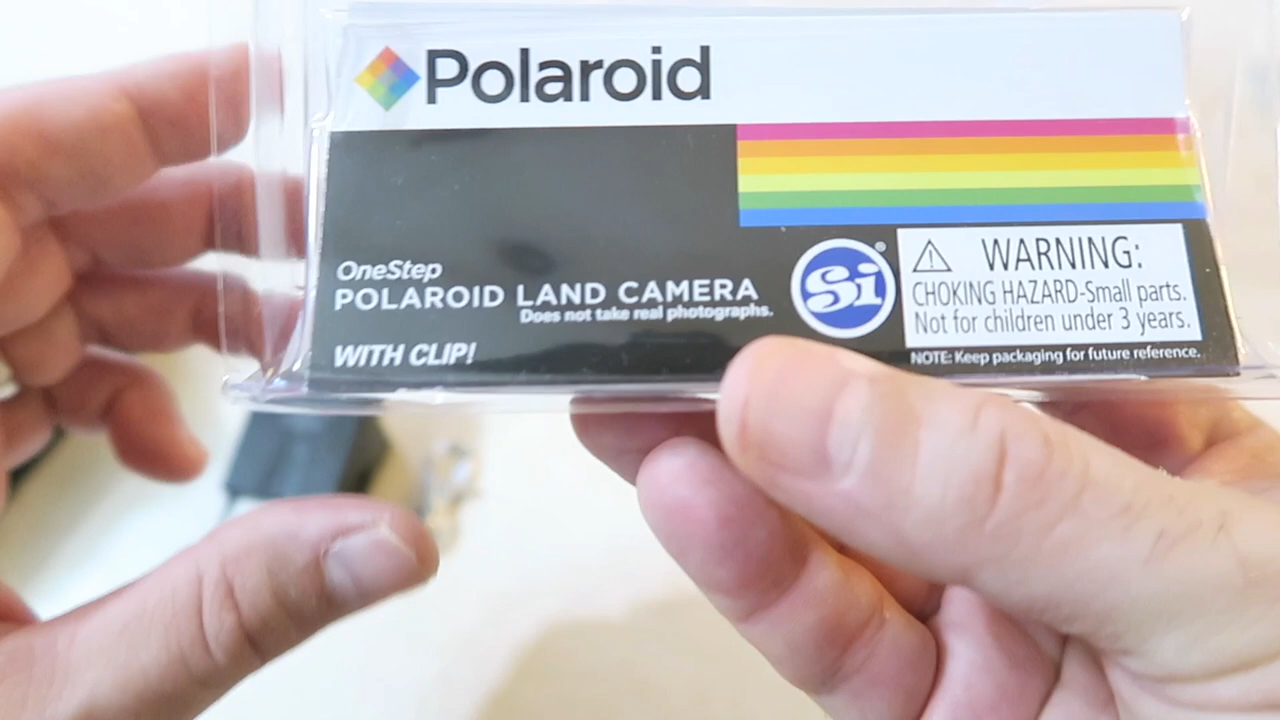 Polaroid
OneStep
POLAROID LAND CAMERA
Does not take real photographs.
WITH CLIP!
Si®
⚠ WARNING:
CHOKING HAZARD-Small parts.
Not for children under 3 years.
NOTE: Keep packaging for future reference.